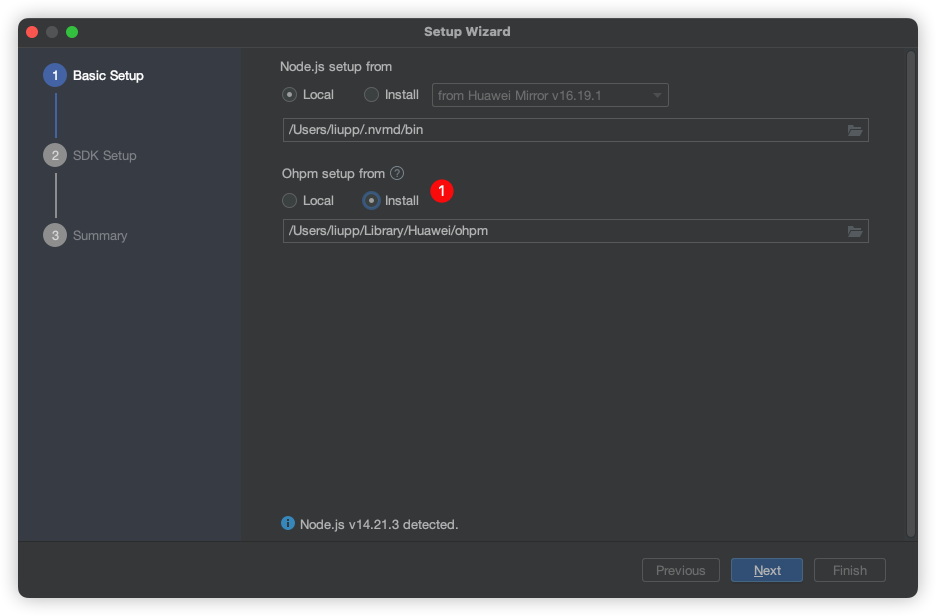 Setup Wizard
1 Basic Setup
2 SDK Setup
3 Summary
Node.js setup from
Local Install from Huawei Mirror v16.19.1
/Users/liupp/.nvmd/bin
Ohpm setup from ?
Local Install 1
/Users/liupp/Library/Huawei/ohpm
i Node.js v14.21.3 detected.
Previous Next Finish